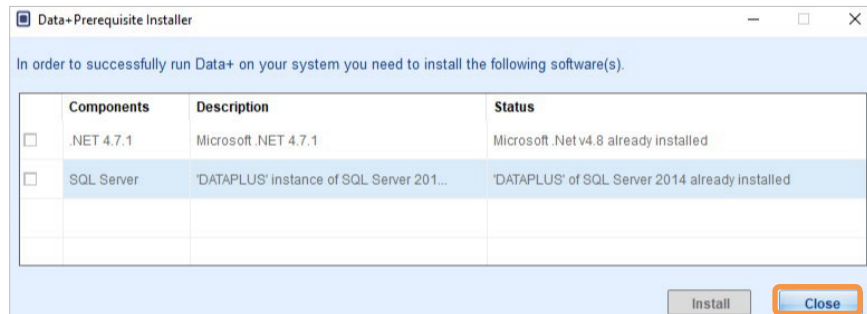 Data+Prerequisite Installer
In order to successfully run Data+ on your system you need to install the following software(s).
Components Description Status
.NET 4.7.1 Microsoft .NET 4.7.1 Microsoft .Net v4.8 already installed
SQL Server 'DATAPLUS' instance of SQL Server 201... 'DATAPLUS' of SQL Server 2014 already installed
Install Close